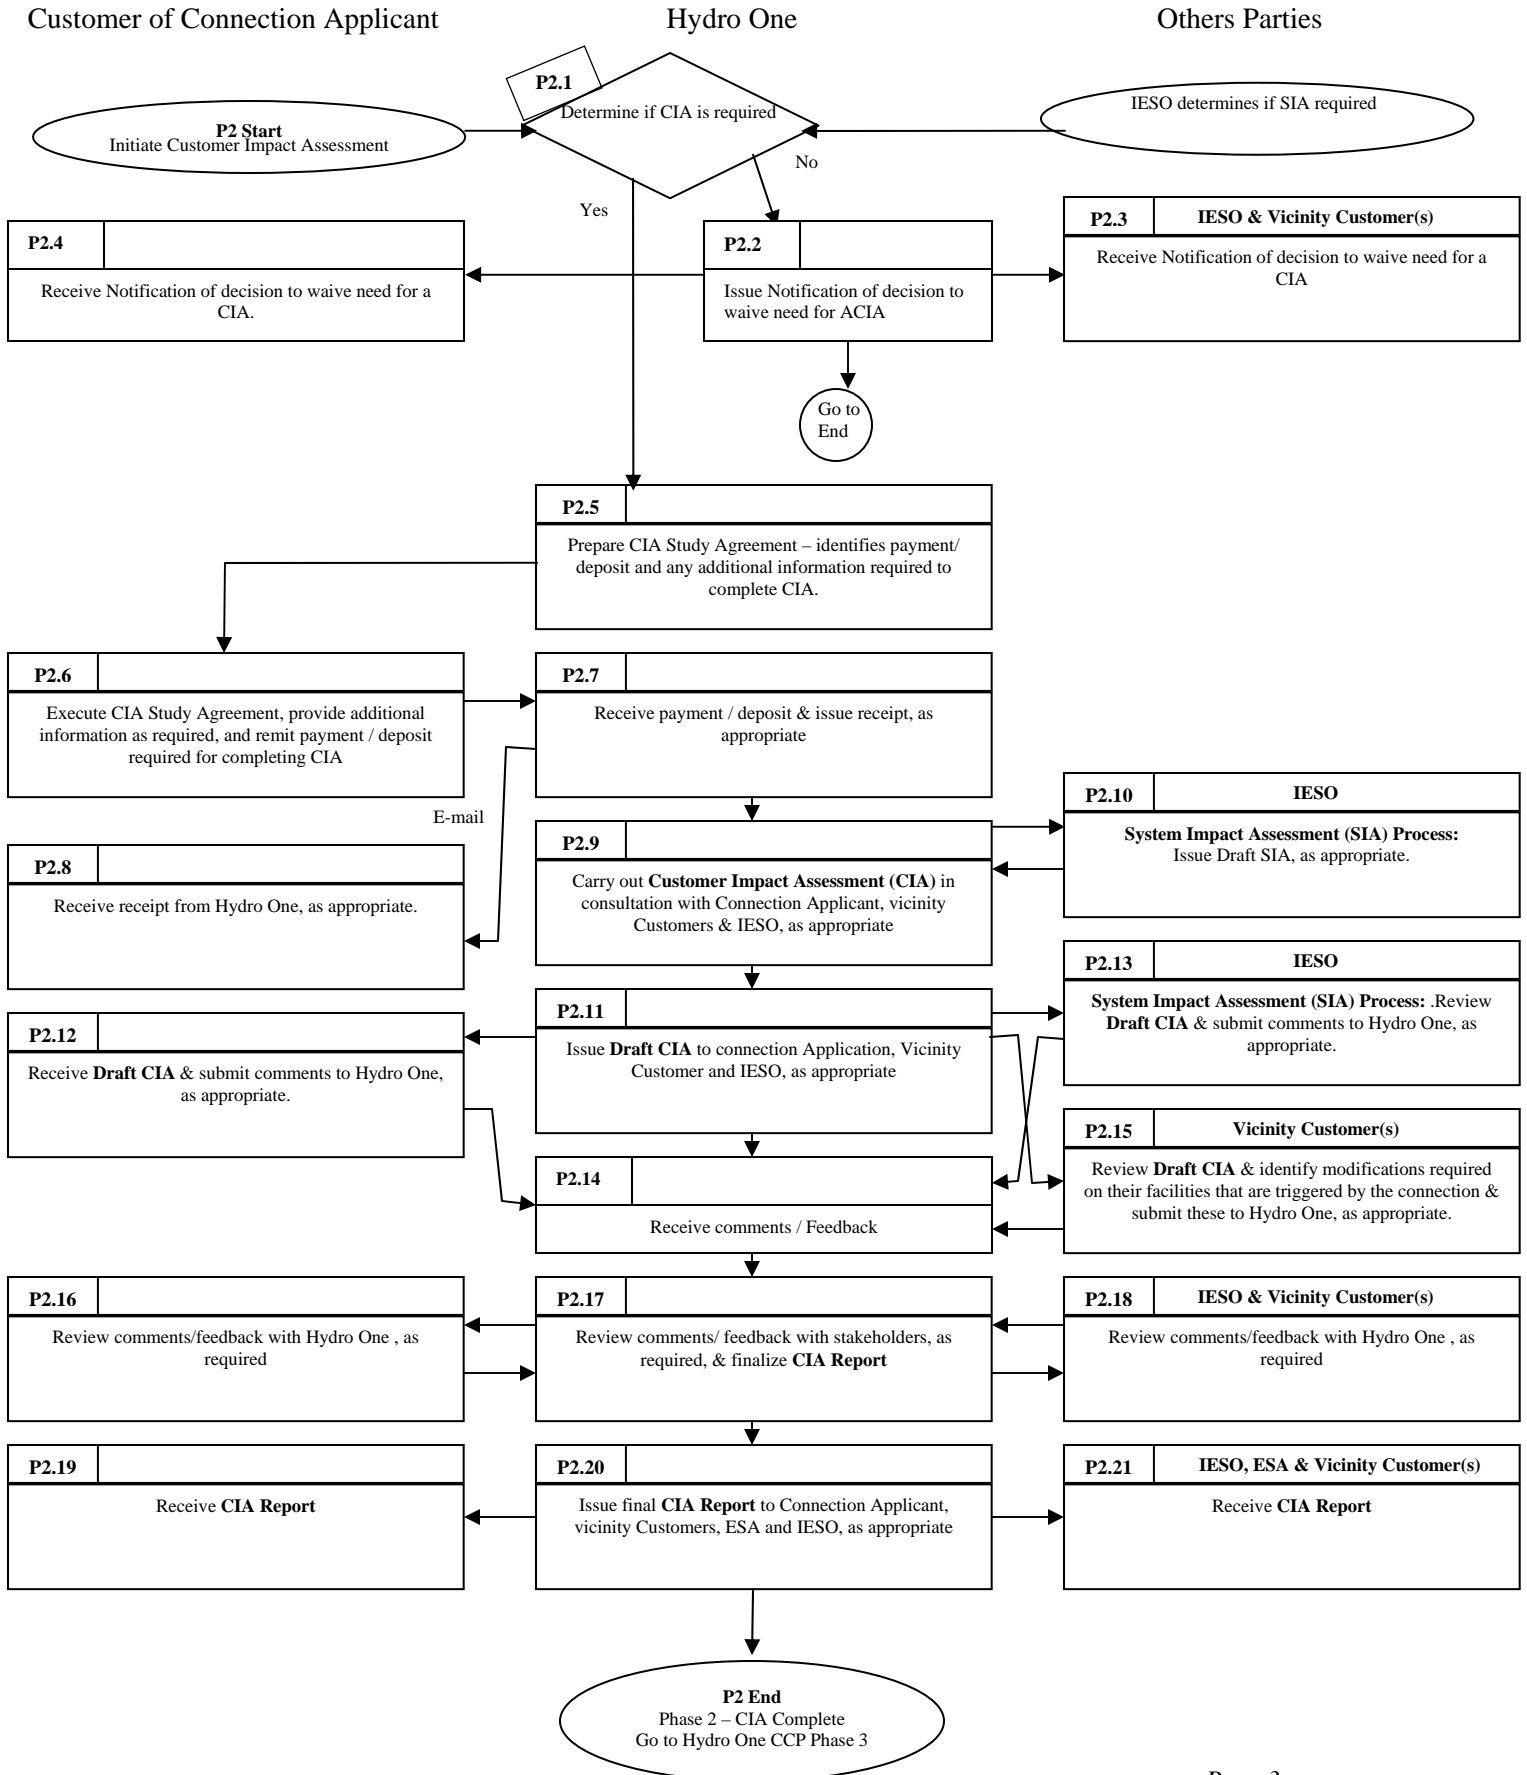 Customer of Connection Applicant
Hydro One
Others Parties
P2.1
Determine if CIA is required
P2 Start
Initiate Customer Impact Assessment
IESO determines if SIA required
No
Yes
P2.4
Receive Notification of decision to waive need for a
CIA.
P2.2
Issue Notification of decision to
waive need for ACIA
P2.3
IESO & Vicinity Customer(s)
Receive Notification of decision to waive need for a
CIA
Go to
End
P2.5
Prepare CIA Study Agreement – identifies payment/
deposit and any additional information required to
complete CIA.
P2.6
Execute CIA Study Agreement, provide additional
information as required, and remit payment / deposit
required for completing CIA
P2.7
Receive payment / deposit & issue receipt, as
appropriate
E-mail
P2.8
Receive receipt from Hydro One, as appropriate.
P2.9
Carry out Customer Impact Assessment (CIA) in
consultation with Connection Applicant, vicinity
Customers & IESO, as appropriate
P2.10
IESO
System Impact Assessment (SIA) Process:
Issue Draft SIA, as appropriate.
P2.11
Issue Draft CIA to connection Application, Vicinity
Customer and IESO, as appropriate
P2.12
Receive Draft CIA & submit comments to Hydro One,
as appropriate.
P2.13
IESO
System Impact Assessment (SIA) Process: .Review
Draft CIA & submit comments to Hydro One, as
appropriate.
P2.14
Receive comments / Feedback
P2.15
Vicinity Customer(s)
Review Draft CIA & identify modifications required
on their facilities that are triggered by the connection &
submit these to Hydro One, as appropriate.
P2.16
Review comments/feedback with Hydro One , as
required
P2.17
Review comments/ feedback with stakeholders, as
required, & finalize CIA Report
P2.18
IESO & Vicinity Customer(s)
Review comments/feedback with Hydro One , as
required
P2.19
Receive CIA Report
P2.20
Issue final CIA Report to Connection Applicant,
vicinity Customers, ESA and IESO, as appropriate
P2.21
IESO, ESA & Vicinity Customer(s)
Receive CIA Report
P2 End
Phase 2 – CIA Complete
Go to Hydro One CCP Phase 3